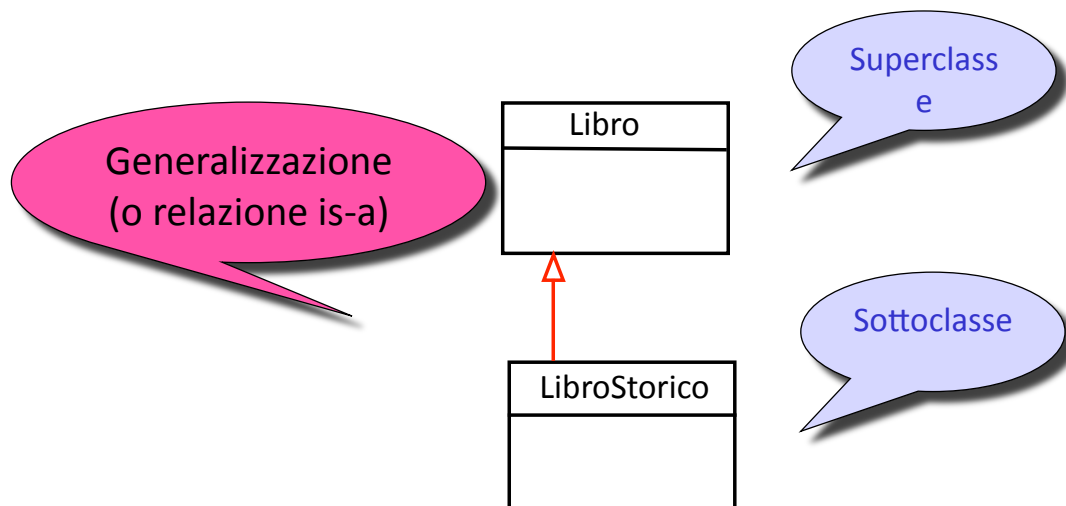 Superclass
e
Libro
Generalizzazione
(o relazione is-a)
Sottoclasse
LibroStorico